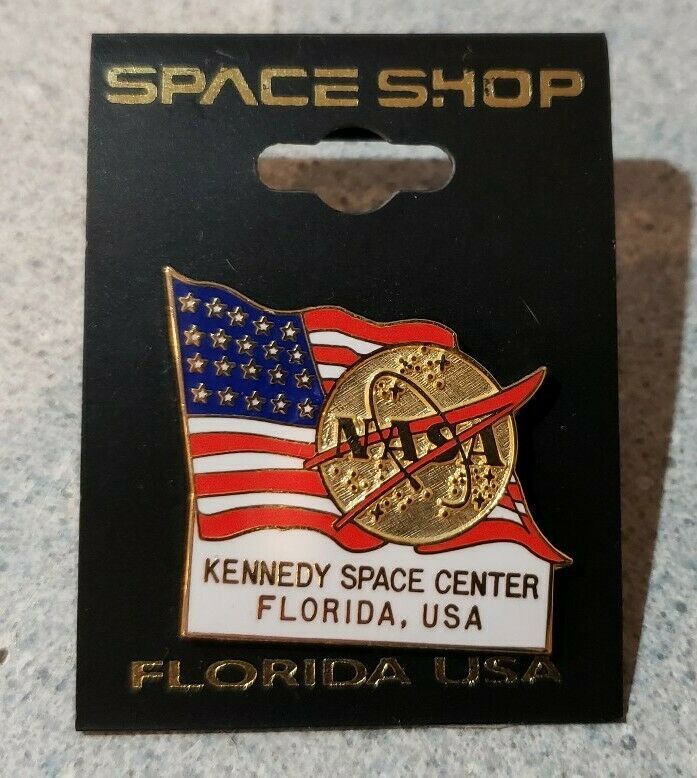 SPACE SHOP
NASA
KENNEDY SPACE CENTER
FLORIDA, USA
FLORIDA USA